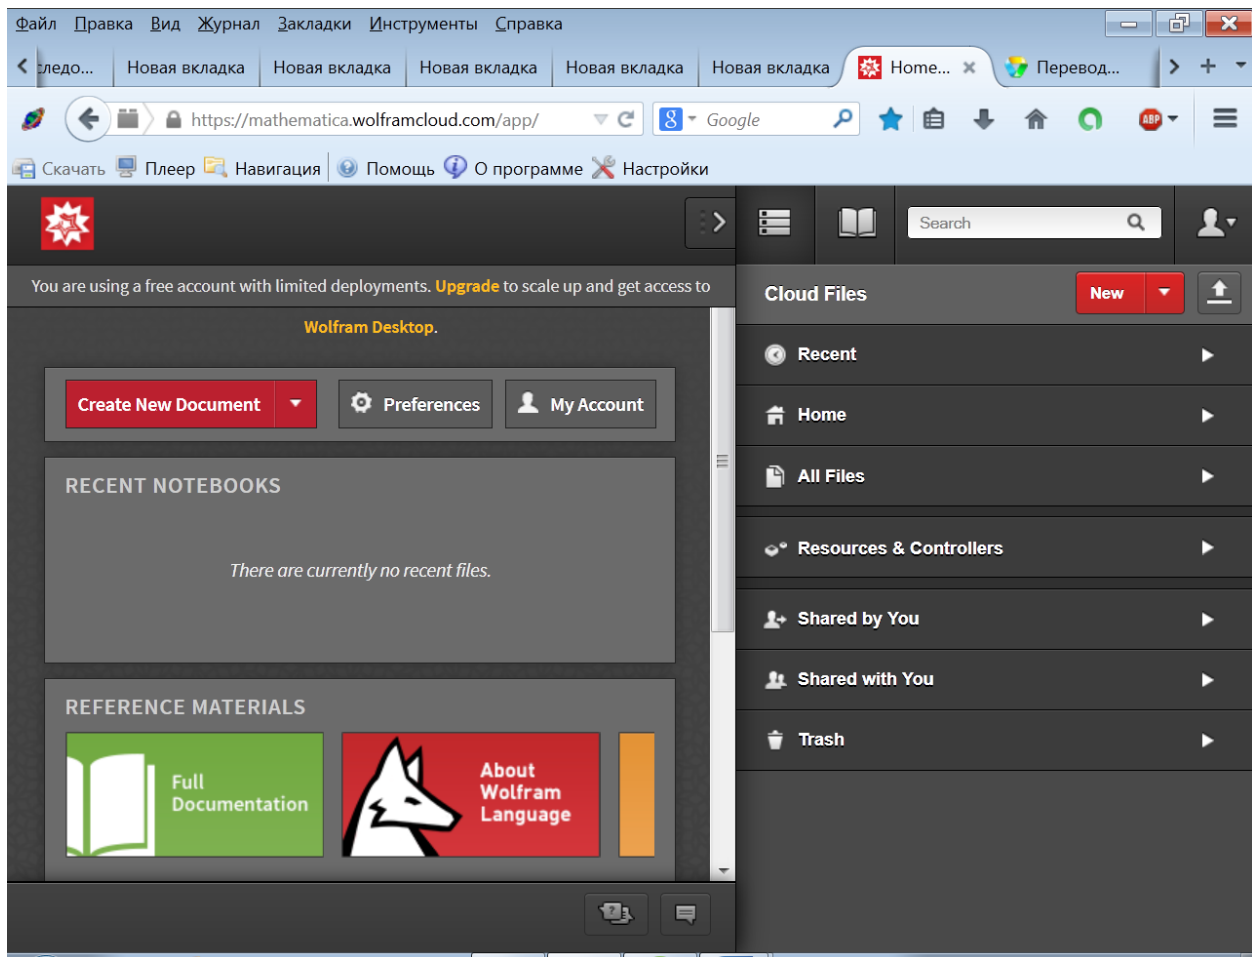 Файл Правка Вид Журнал Закладки Инструменты Справка
следо... Новая вкладка Новая вкладка Новая вкладка Новая вкладка Новая вкладка Home... Перевод...
https://mathematica.wolframcloud.com/app/ Google ABP
Скачать Плеер Навигация Помощь О программе Настройки
Search
You are using a free account with limited deployments. Upgrade to scale up and get access to
Wolfram Desktop.
Create New Document Preferences My Account
RECENT NOTEBOOKS
There are currently no recent files.
REFERENCE MATERIALS
Full
Documentation
About
Wolfram
Language
Cloud Files New
Recent
Home
All Files
Resources & Controllers
Shared by You
Shared with You
Trash